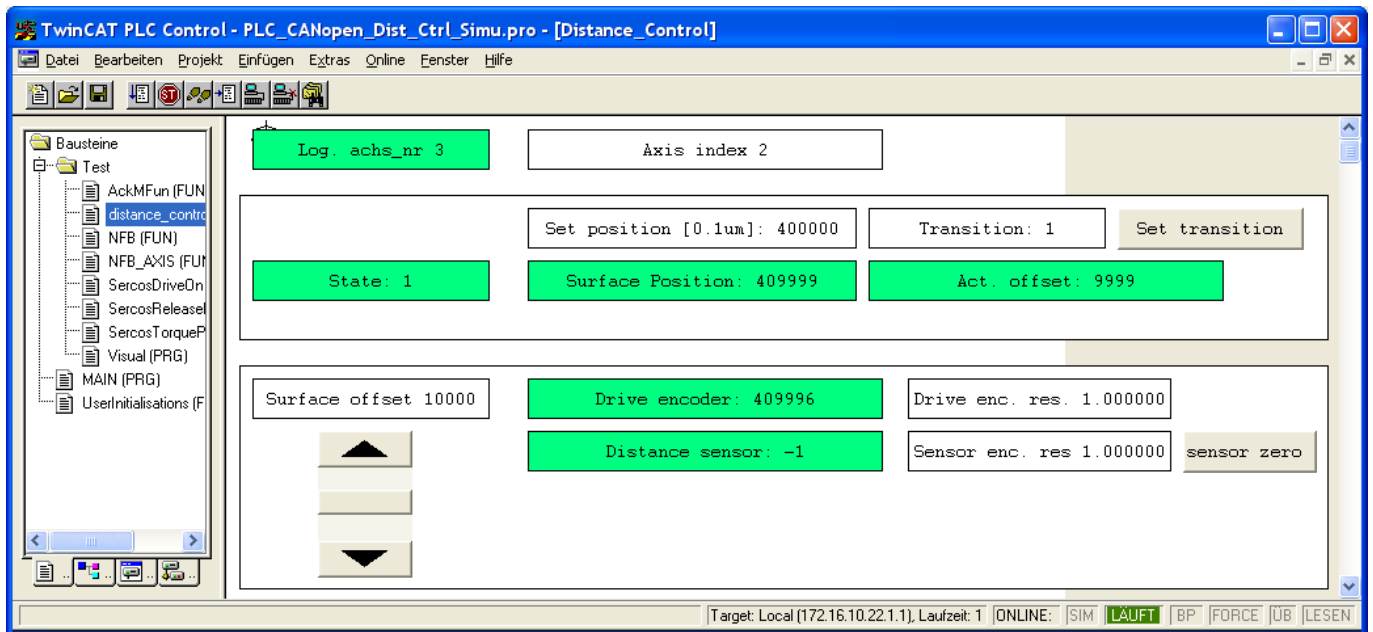 TwinCAT PLC Control - PLC_CANopen_Dist_Ctrl_Simu.pro - [Distance_Control]
Datei Bearbeiten Projekt Einfügen Extras Online Fenster Hilfe
ST
Bausteine
Test
AckMFun (FUN
distance_contro
NFB (FUN)
NFB_AXIS (FUN
SercosDriveOn
SercosReleasel
SercosTorqueP
Visual (PRG)
MAIN (PRG)
UserInitialisations (F
Log. achs_nr 3
Axis index 2
Set position [0.1um]: 400000
Transition: 1
Set transition
State: 1
Surface Position: 409999
Act. offset: 9999
Surface offset 10000
Drive encoder: 409996
Drive enc. res. 1.000000
Distance sensor: -1
Sensor enc. res 1.000000
sensor zero
Target: Local (172.16.10.22.1.1), Laufzeit: 1 ONLINE: SIM LÄUFT BP FORCE ÜB LESEN